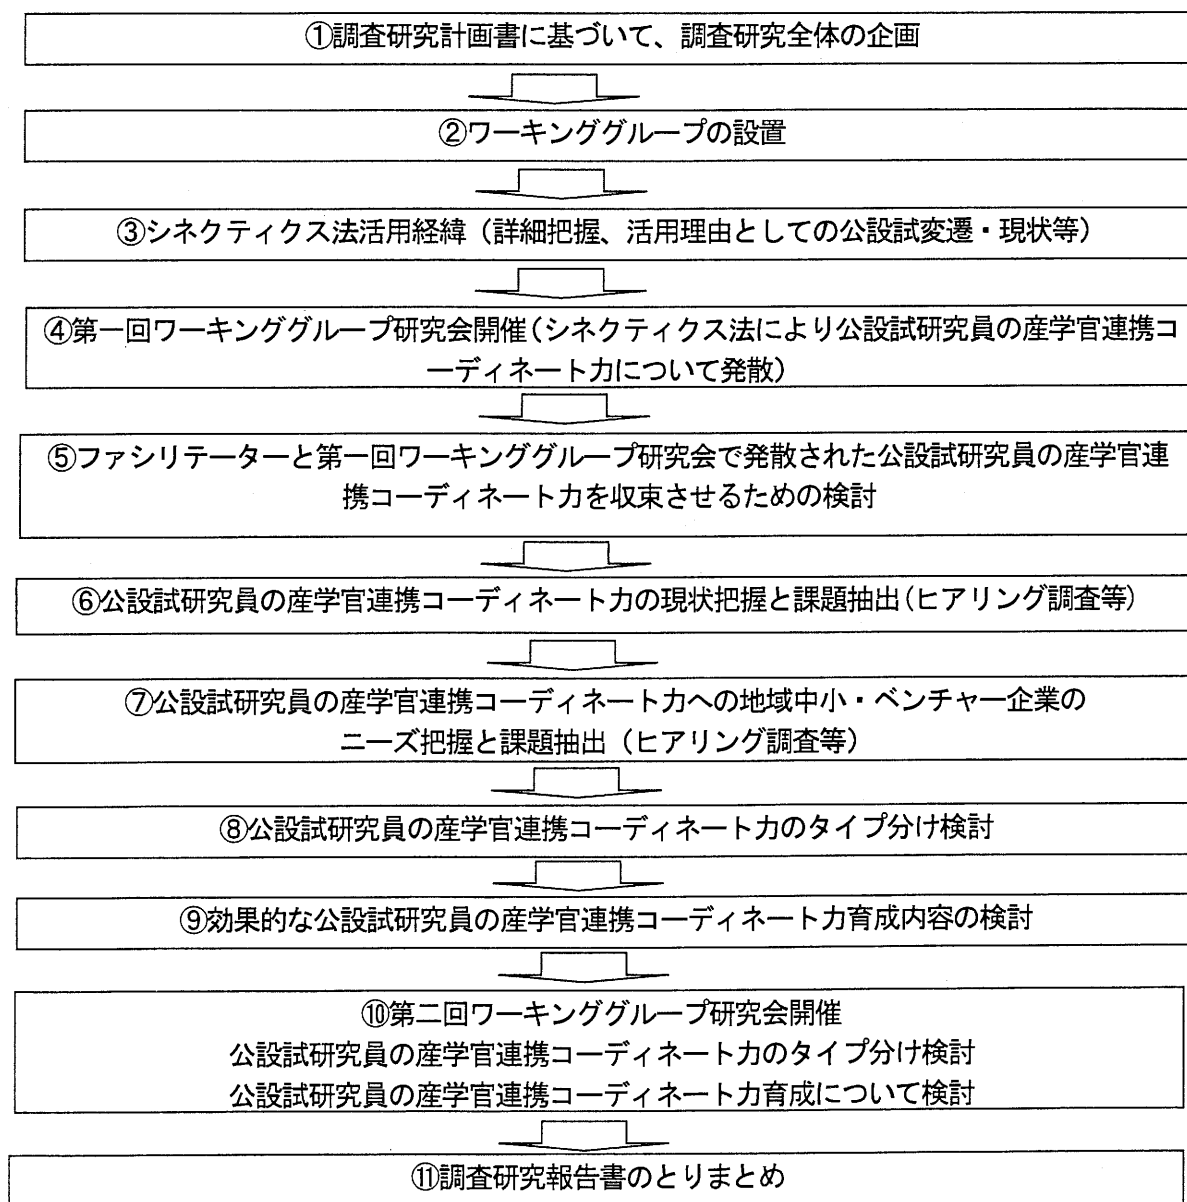 ①調査研究計画書に基づいて、調査研究全体の企画
②ワーキンググループの設置
③シネクティクス法活用経緯（詳細把握、活用理由としての公設試変遷・現状等）
④第一回ワーキンググループ研究会開催（シネクティクス法により公設試研究員の産学官連携コ
ーディネート力について発散）
⑤ファシリテーターと第一回ワーキンググループ研究会で発散された公設試研究員の産学官連
携コーディネート力を収束させるための検討
⑥公設試研究員の産学官連携コーディネート力の現状把握と課題抽出（ヒアリング調査等）
⑦公設試研究員の産学官連携コーディネート力への地域中小・ベンチャー企業の
ニーズ把握と課題抽出（ヒアリング調査等）
⑧公設試研究員の産学官連携コーディネート力のタイプ分け検討
⑨効果的な公設試研究員の産学官連携コーディネート力育成内容の検討
⑩第二回ワーキンググループ研究会開催
公設試研究員の産学官連携コーディネート力のタイプ分け検討
公設試研究員の産学官連携コーディネート力育成について検討
⑪調査研究報告書のとりまとめ